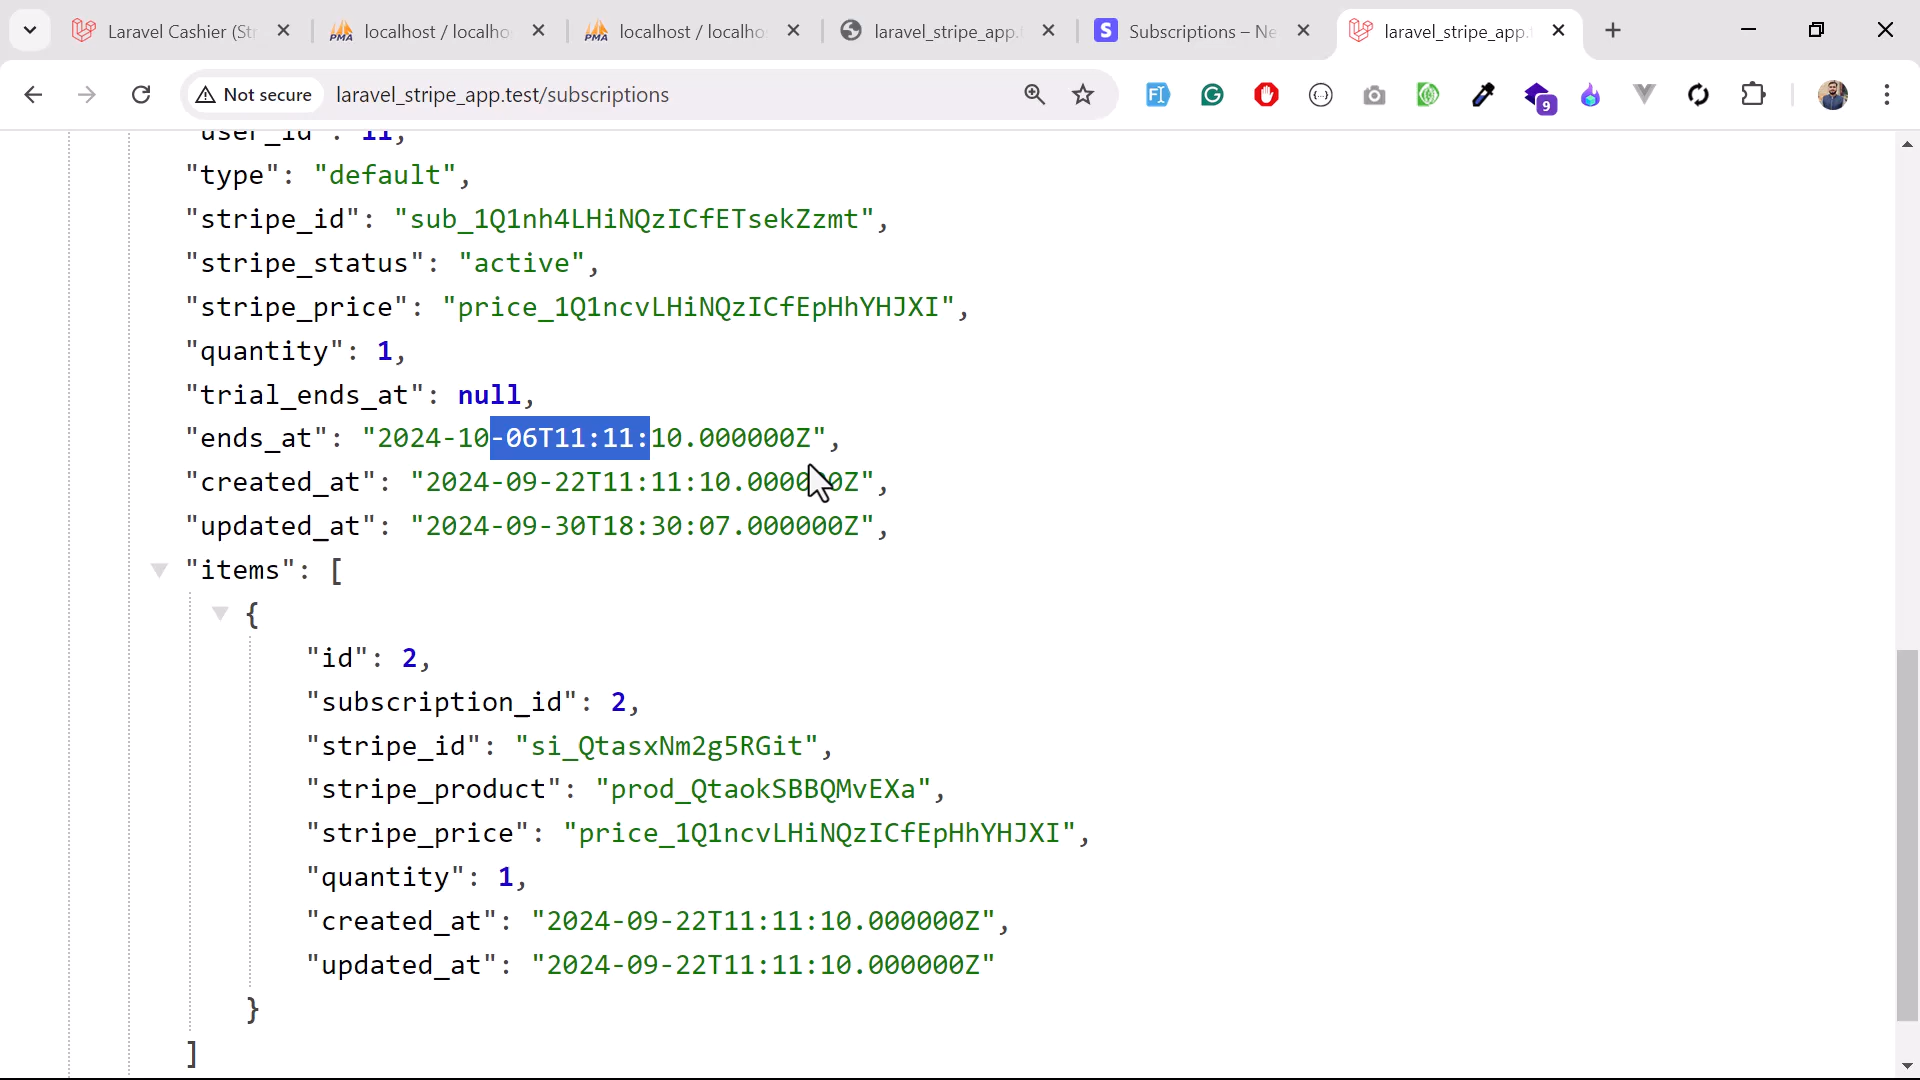 Laravel Cashier (Str
localhost / localho
localhost / localho
laravel_stripe_app.
Subscriptions – Ne
laravel_stripe_app.
Not secure
laravel_stripe_app.test/subscriptions
9
"user_id": 11,
"type": "default",
"stripe_id": "sub_1Q1nh4LHiNQzICfETsekZzmt",
"stripe_status": "active",
"stripe_price": "price_1Q1ncvLHiNQzICfEpHhYHJXI",
"quantity": 1,
"trial_ends_at": null,
"ends_at": "2024-10-06T11:11:10.000000Z",
"created_at": "2024-09-22T11:11:10.000000Z",
"updated_at": "2024-09-30T18:30:07.000000Z",
"items": [
{
"id": 2,
"subscription_id": 2,
"stripe_id": "si_QtasxNm2g5RGit",
"stripe_product": "prod_QtaokSBBQMvEXa",
"stripe_price": "price_1Q1ncvLHiNQzICfEpHhYHJXI",
"quantity": 1,
"created_at": "2024-09-22T11:11:10.000000Z",
"updated_at": "2024-09-22T11:11:10.000000Z"
}
]